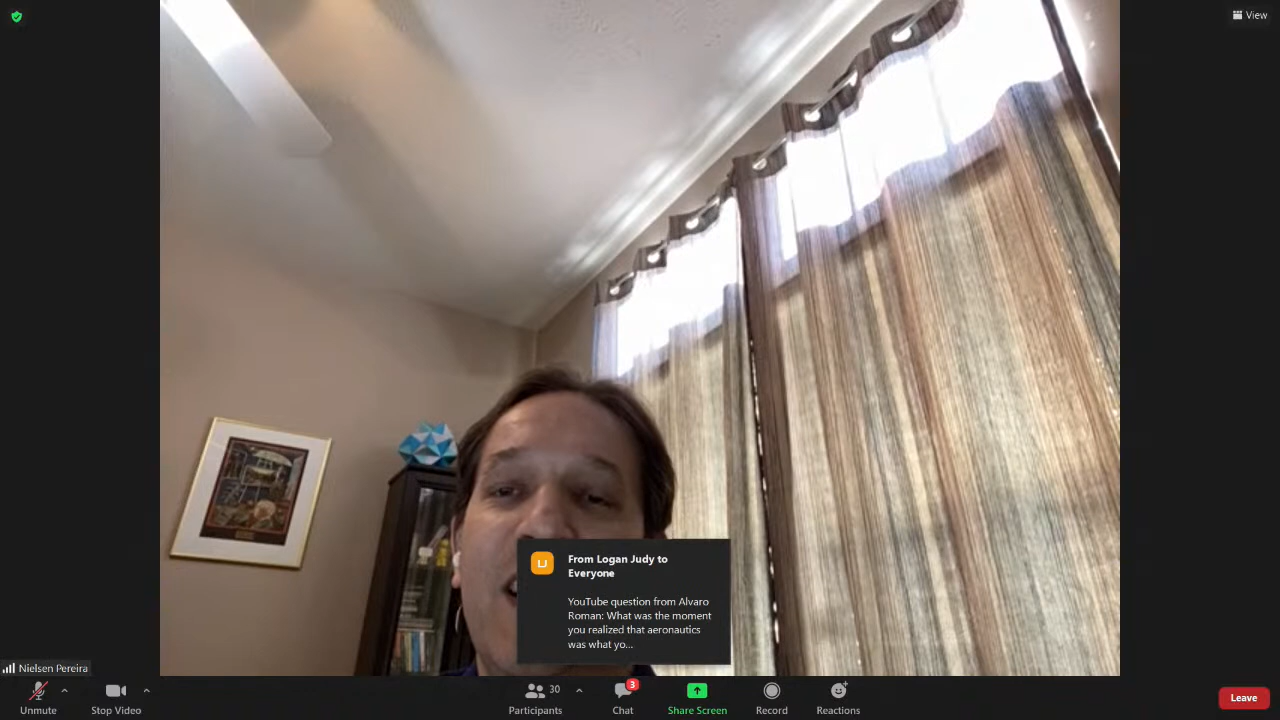 View
From Logan Judy to
Everyone
LJ
YouTube question from Alvaro
Roman: What was the moment
you realized that aeronautics
was what yo...
Nielsen Pereira
Unmute
Stop Video
30
Participants
3
Chat
Share Screen
Record
Reactions
Leave